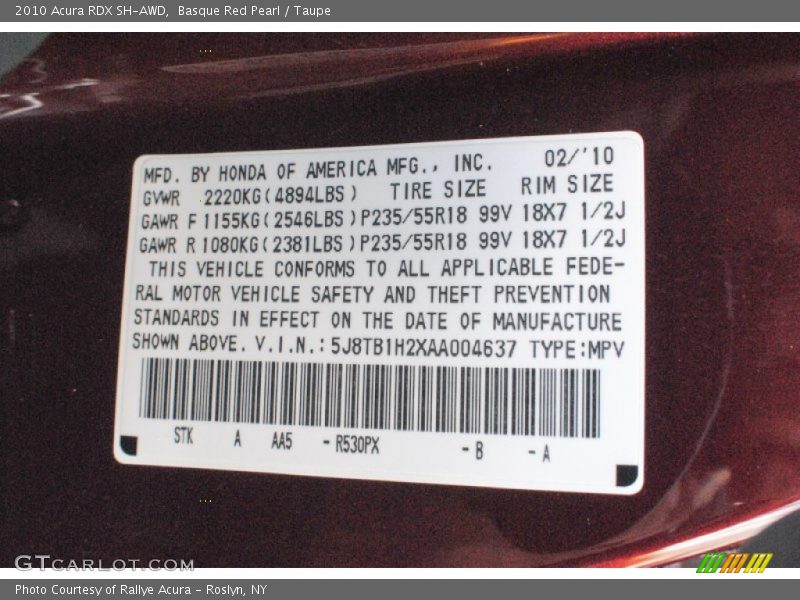 2010 Acura RDX SH-AWD,  Basque Red Pearl / Taupe
MFD. BY HONDA OF AMERICA MFG., INC. 02/'10
GVWR 2220KG(4894LBS) TIRE SIZE RIM SIZE
GAWR F 1155KG(2546LBS)P235/55R18 99V 18X7 1/2J
GAWR R 1080KG(2381LBS)P235/55R18 99V 18X7 1/2J
THIS VEHICLE CONFORMS TO ALL APPLICABLE FEDE-
RAL MOTOR VEHICLE SAFETY AND THEFT PREVENTION
STANDARDS IN EFFECT ON THE DATE OF MANUFACTURE
SHOWN ABOVE. V.I.N.:5J8TB1H2XAA004637 TYPE:MPV
STK A AA5 -R530PX -B -A
GTCARLOT.COM
Photo Courtesy of Rallye Acura - Roslyn, NY